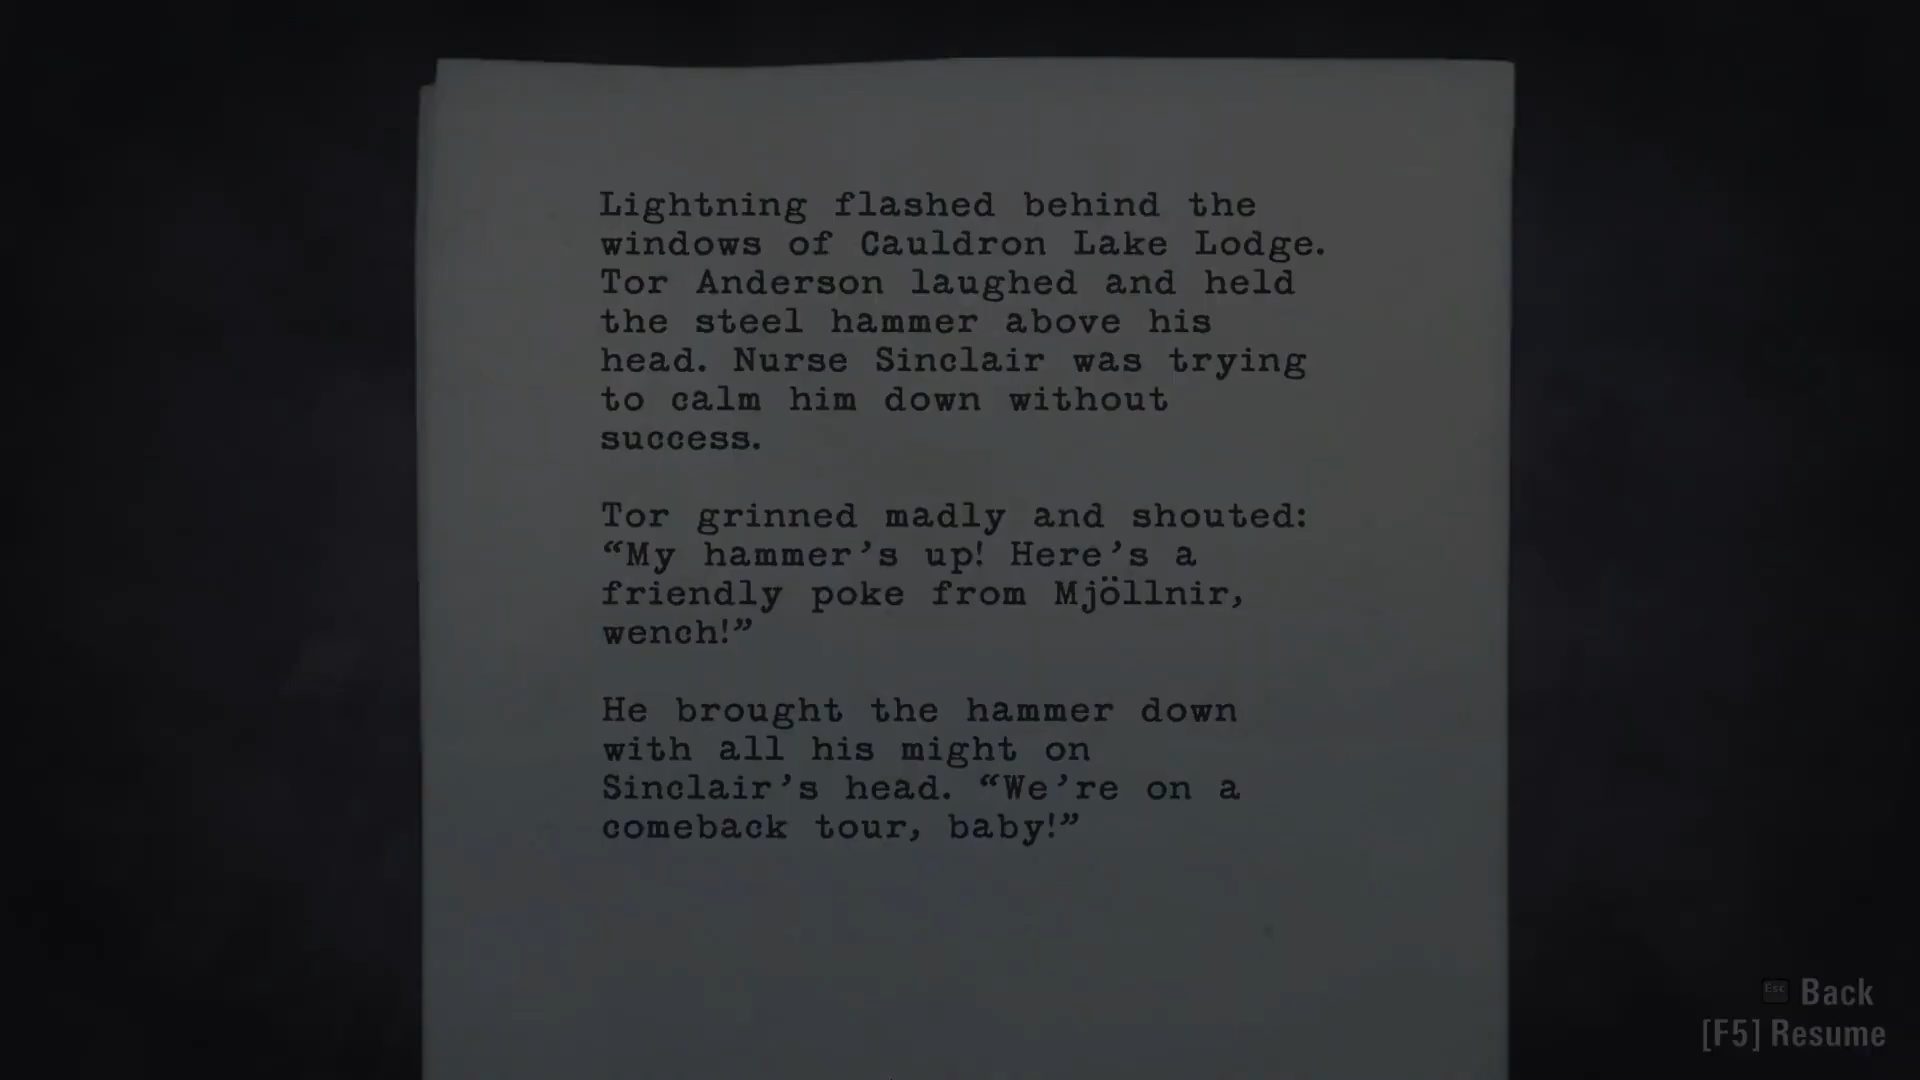 Lightning flashed behind the
windows of Cauldron Lake Lodge.
Tor Anderson laughed and held
the steel hammer above his
head. Nurse Sinclair was trying
to calm him down without
success.
Tor grinned madly and shouted:
“My hammer’s up! Here’s a
friendly poke from Mjöllnir,
wench!”
He brought the hammer down
with all his might on
Sinclair’s head. “We’re on a
comeback tour, baby!”
Esc Back
[F5] Resume